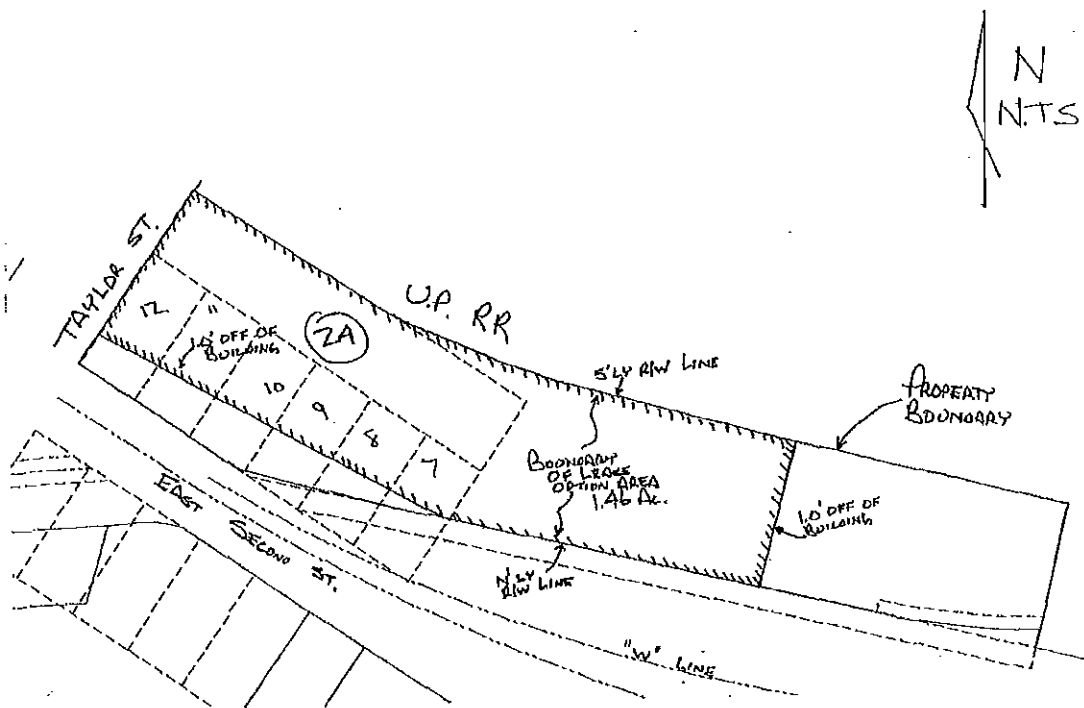 N
N.T.S
TAYLOR ST.
12
11
1.0' OFF OF
BUILDING
2A
10
9
8
7
U.P. RR
S'LY R/W LINE
PROPERTY
BOUNDARY
BOUNDARY
OF LEASE
OPTION AREA
1.46 AC.
1.0' OFF OF
BUILDING
N'LY
R/W LINE
EAST SECOND ST.
"W" LINE